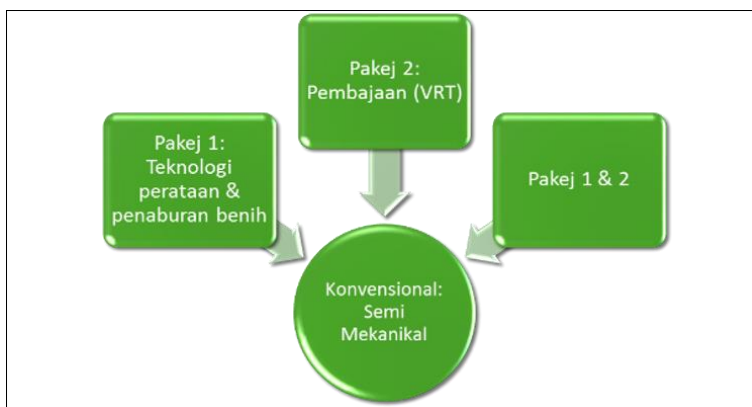 Pakej 1:
Teknologi
perataan &
penaburan benih
Pakej 2:
Pembajaan (VRT)
Pakej 1 & 2
Konvensional:
Semi
Mekanikal